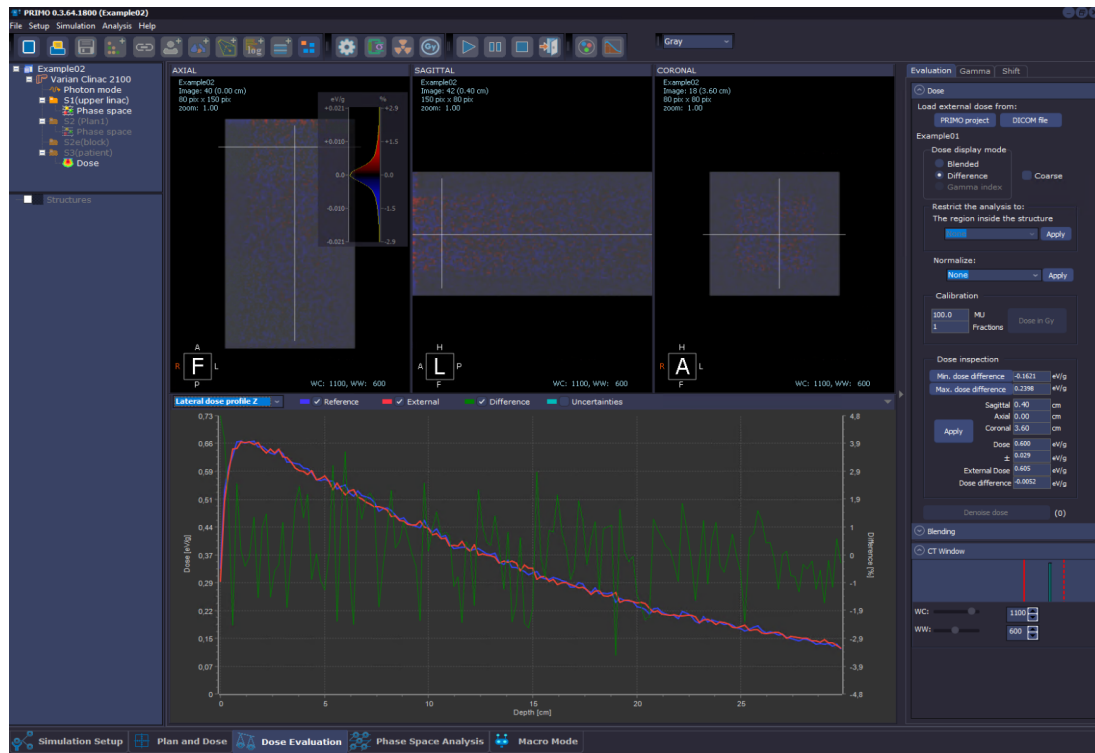 PRIMO 0.3.64.1800 (Example02)
File Setup Simulation Analysis Help
log
Gy
Gray
Example02
Varian Clinac 2100
Photon mode
S1(upper linac)
Phase space
S2 (Plan1)
Phase space
S2e(block)
S3(patient)
Dose
Structures
AXIAL
Example02
Image: 40 (0.00 cm)
80 pix x 150 pix
zoom: 1.00
eV/g %
+0.021 +2.9
+0.010 +1.5
0.0 0.0
-0.010 -1.5
-0.021 -2.9
A
R F L
P
WC: 1100, WW: 600
SAGITTAL
Example02
Image: 42 (0.40 cm)
150 pix x 80 pix
zoom: 1.00
H
A L P
F
WC: 1100, WW: 600
CORONAL
Example02
Image: 18 (3.60 cm)
80 pix x 80 pix
zoom: 1.00
H
R A L
F
WC: 1100, WW: 600
Lateral dose profile Z
Reference
External
Difference
Uncertainties
Dose [eV/g]
0,73
0,66
0,59
0,51
0,44
0,37
0,29
0,22
0,15
0,07
0
0 5 10 15 20 25
Depth [cm]
4,8
3,9
2,9
1,9
1
0
-1
-1,9
-2,9
-3,9
-4,8
Difference [%]
Evaluation Gamma Shift
Dose
Load external dose from:
PRIMO project DICOM file
Example01
Dose display mode
Blended
Difference
Gamma index
Coarse
Restrict the analysis to:
The region inside the structure
Apply
Normalize:
None Apply
Calibration
100.0 MU
1 Fractions
Dose in Gy
Dose inspection
Min. dose difference -0.1621 eV/g
Max. dose difference 0.2398 eV/g
Sagittal 0.40 cm
Axial 0.00 cm
Coronal 3.60 cm
Apply
Dose 0.600 eV/g
± 0.029 eV/g
External Dose 0.605 eV/g
Dose difference -0.0052 eV/g
Denoise dose (0)
Blending
CT Window
WC: 1100
WW: 600
Simulation Setup Plan and Dose Dose Evaluation Phase Space Analysis Macro Mode